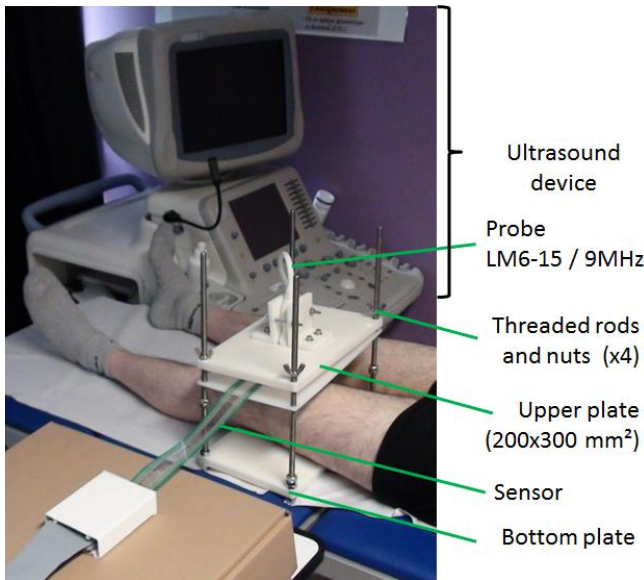 Ultrasound
device
Probe
LM6-15 / 9MHz
Threaded rods
and nuts (x4)
Upper plate
(200x300 mm²)
Sensor
Bottom plate